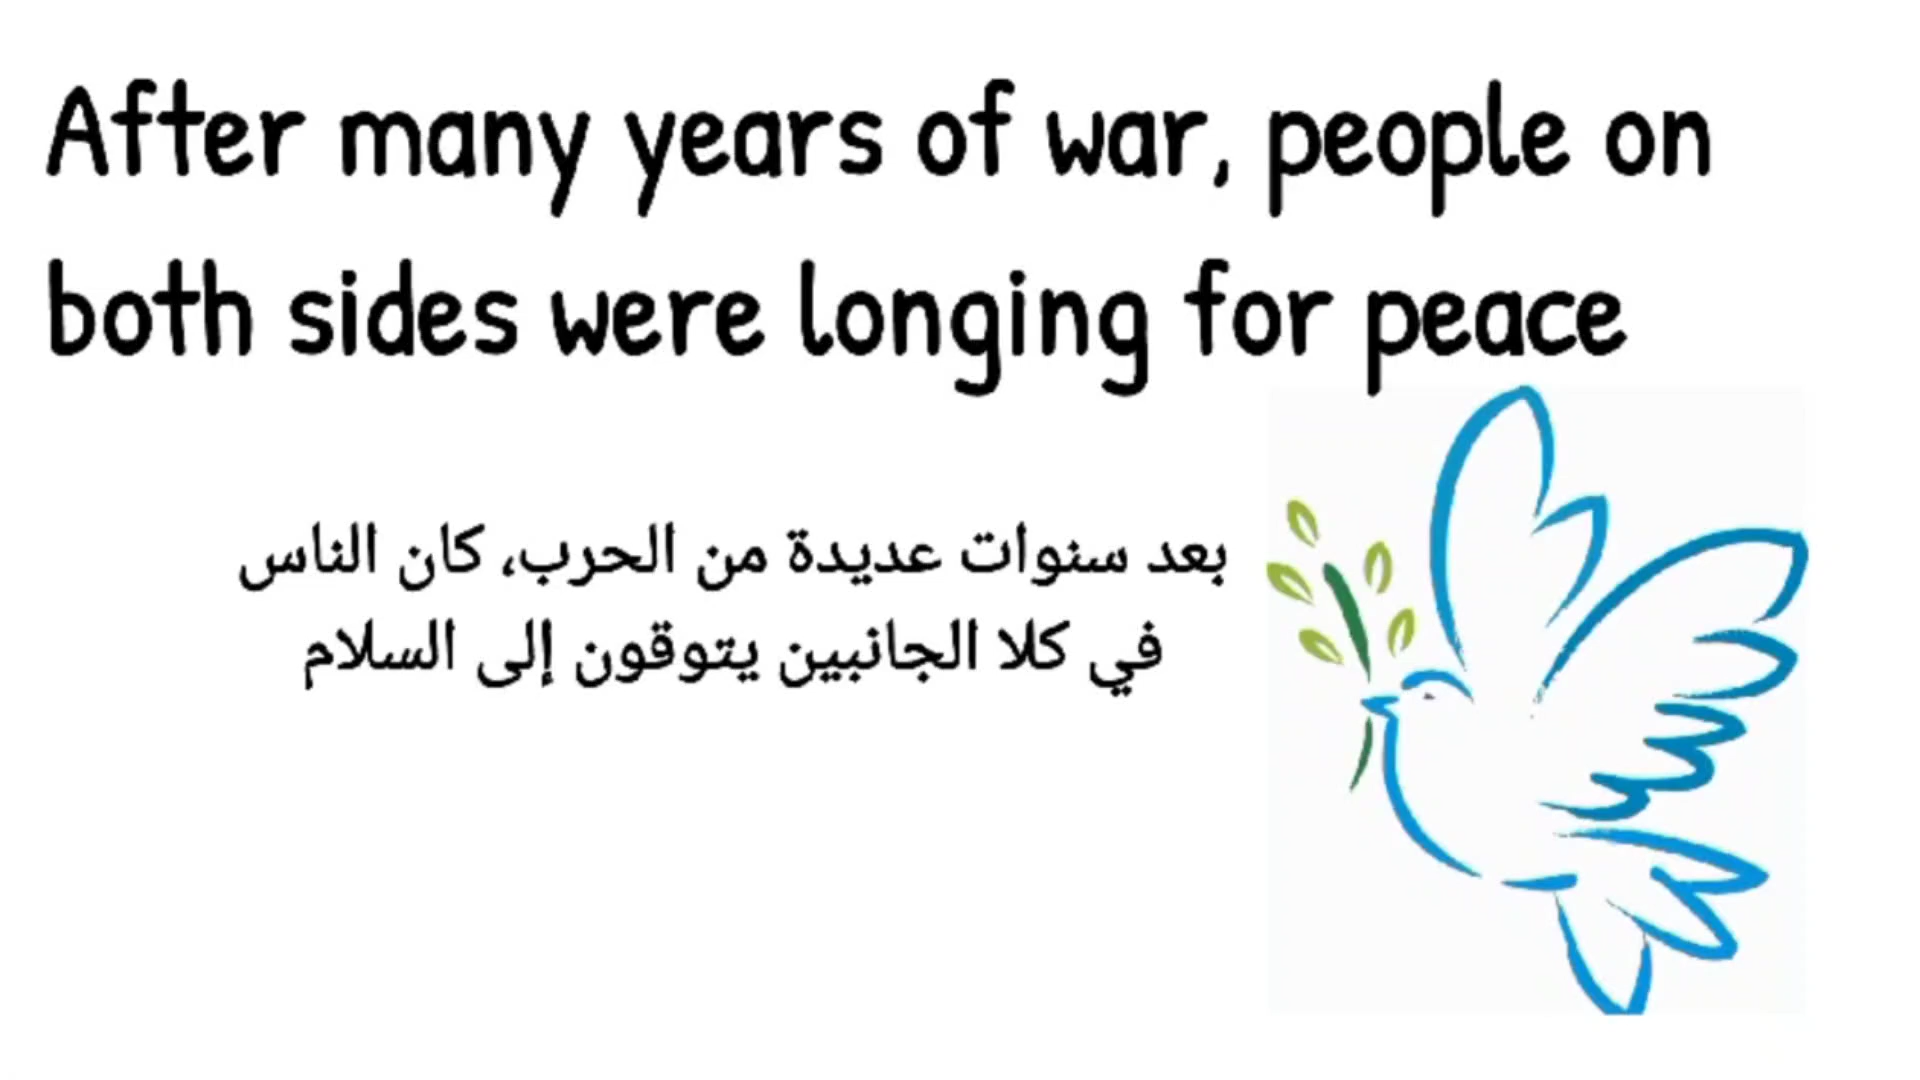 After many years of war, people on
both sides were longing for peace
بعد سنوات عديدة من الحرب، كان الناس
في كلا الجانبين يتوقون إلى السلام